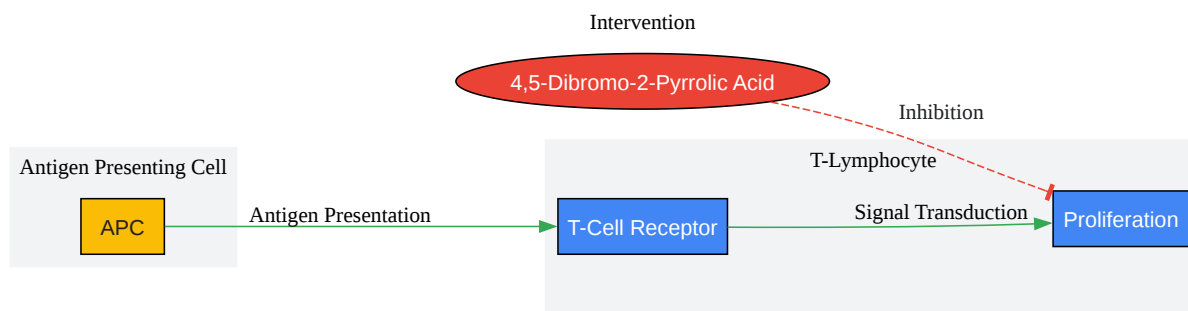 Intervention
4,5-Dibromo-2-Pyrrolic Acid
Inhibition
Antigen Presenting Cell
T-Lymphocyte
APC
Antigen Presentation
T-Cell Receptor
Signal Transduction
Proliferation